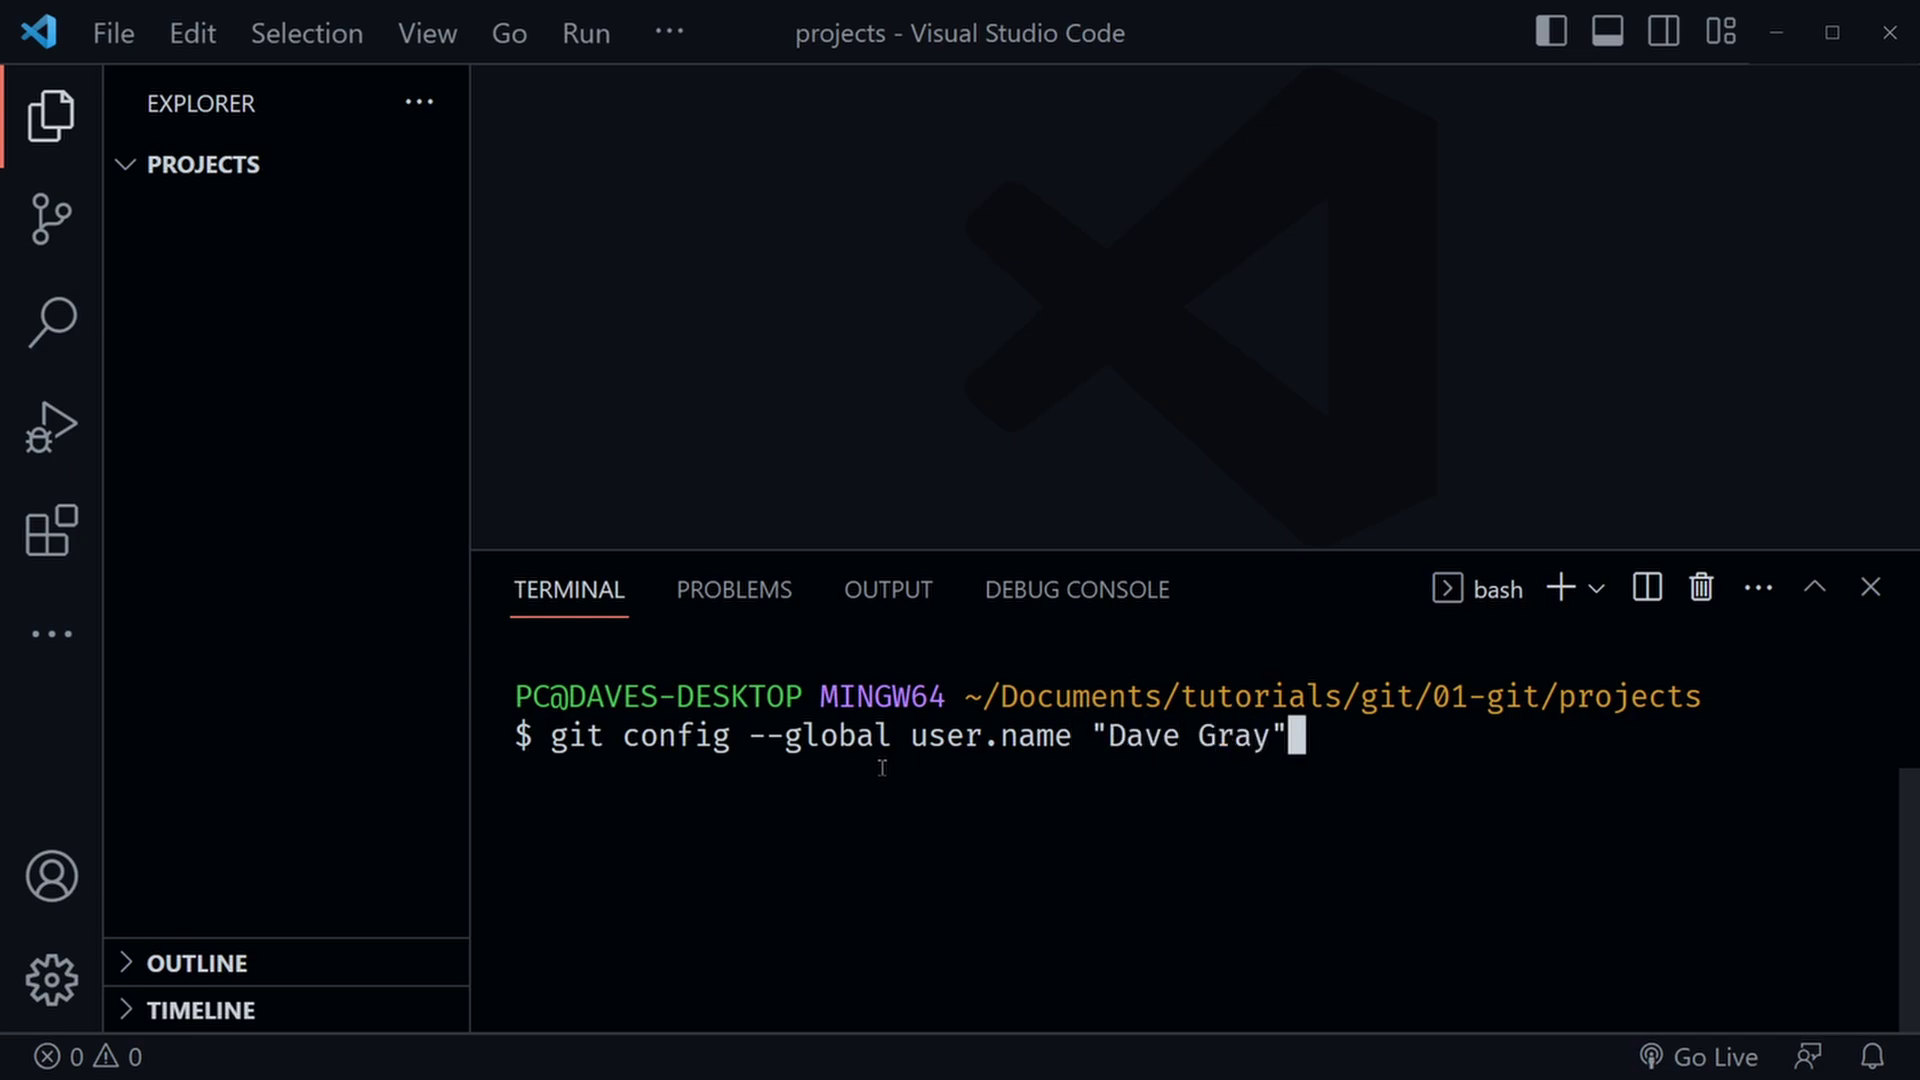 File Edit Selection View Go Run ··· projects - Visual Studio Code
EXPLORER ···
PROJECTS
TERMINAL PROBLEMS OUTPUT DEBUG CONSOLE bash ···
PC@DAVES-DESKTOP MINGW64 ~/Documents/tutorials/git/01-git/projects
$ git config --global user.name "Dave Gray"
OUTLINE
TIMELINE
0 0 Go Live